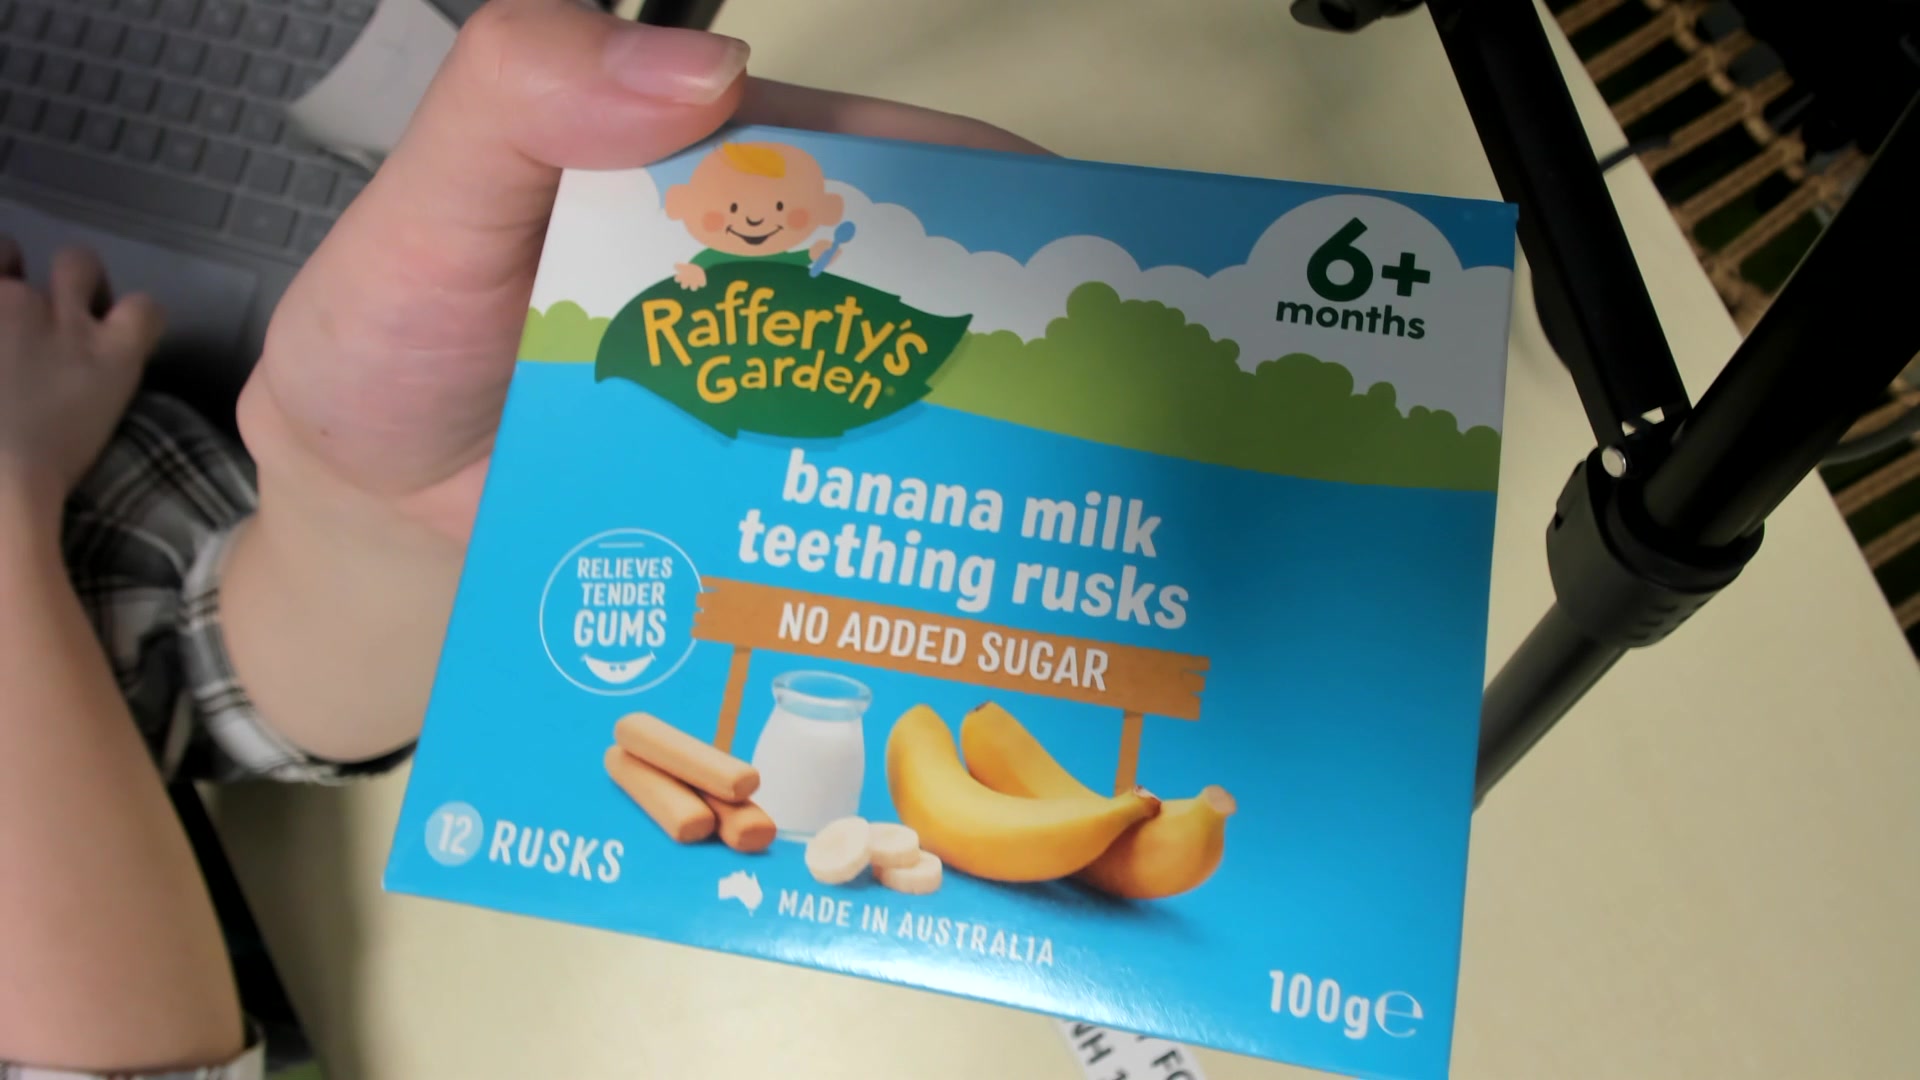 6+
months
Rafferty's
Garden
banana milk
teething rusks
NO ADDED SUGAR
RELIEVES
TENDER
GUMS
12 RUSKS
MADE IN AUSTRALIA
100g℮